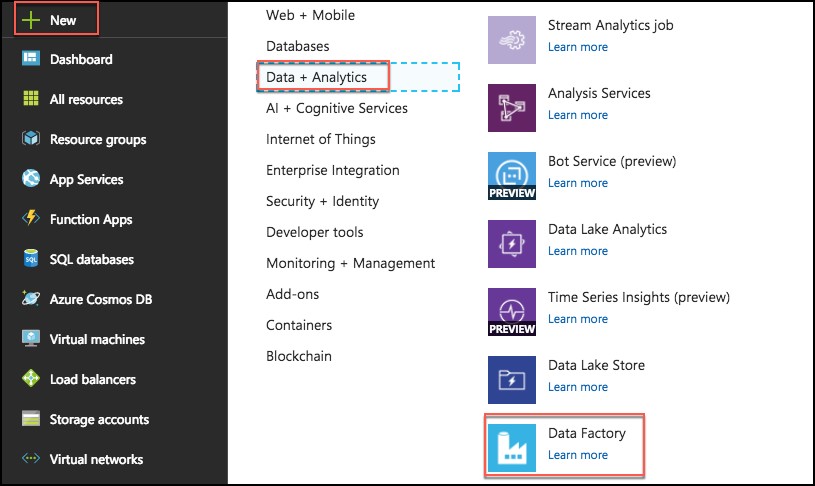 New
Dashboard
All resources
Resource groups
App Services
Function Apps
SQL
SQL databases
Azure Cosmos DB
Virtual machines
Load balancers
Storage accounts
Virtual networks
Web + Mobile
Databases
Data + Analytics
AI + Cognitive Services
Internet of Things
Enterprise Integration
Security + Identity
Developer tools
Monitoring + Management
Add-ons
Containers
Blockchain
Stream Analytics job
Learn more
Analysis Services
Learn more
Bot Service (preview)
PREVIEW
Learn more
Data Lake Analytics
Learn more
Time Series Insights (preview)
PREVIEW
Learn more
Data Lake Store
Learn more
Data Factory
Learn more